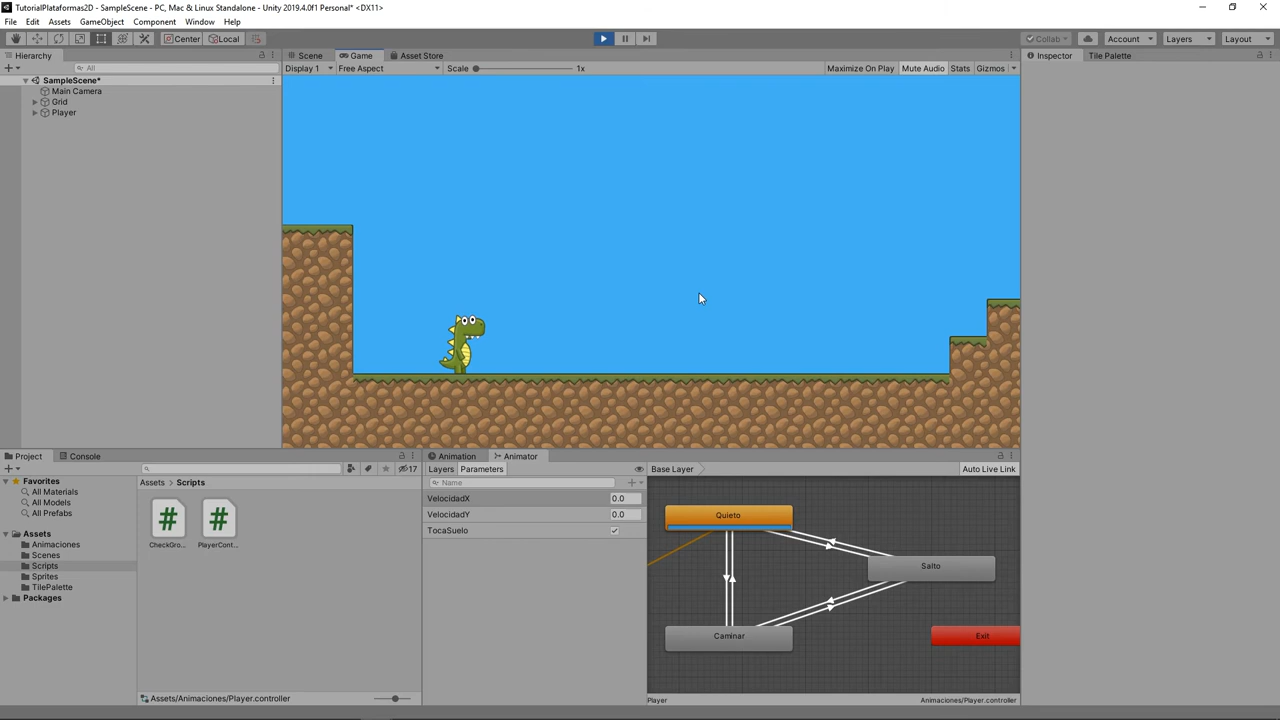 TutorialPlataformas2D - SampleScene - PC, Mac & Linux Standalone - Unity 2019.4.0f1 Personal* <DX11>
File Edit Assets GameObject Component Window Help
Center Local Collab Account Layers Layout
Hierarchy Scene Game Asset Store Inspector Tile Palette
All Display 1 Free Aspect Scale 1x Maximize On Play Mute Audio Stats Gizmos
SampleScene*
Main Camera
Grid
Player
Project Console Animation Animator
17 Layers Parameters Base Layer Auto Live Link
Favorites
All Materials
All Models
All Prefabs
Assets
Animaciones
Scenes
Scripts
Sprites
TilePalette
Packages
Assets Scripts
CheckGro... PlayerCont...
Assets/Animaciones/Player.controller
Name
VelocidadX 0.0
VelocidadY 0.0
TocaSuelo
Quieto
Salto
Caminar
Exit
Player Animaciones/Player.controller